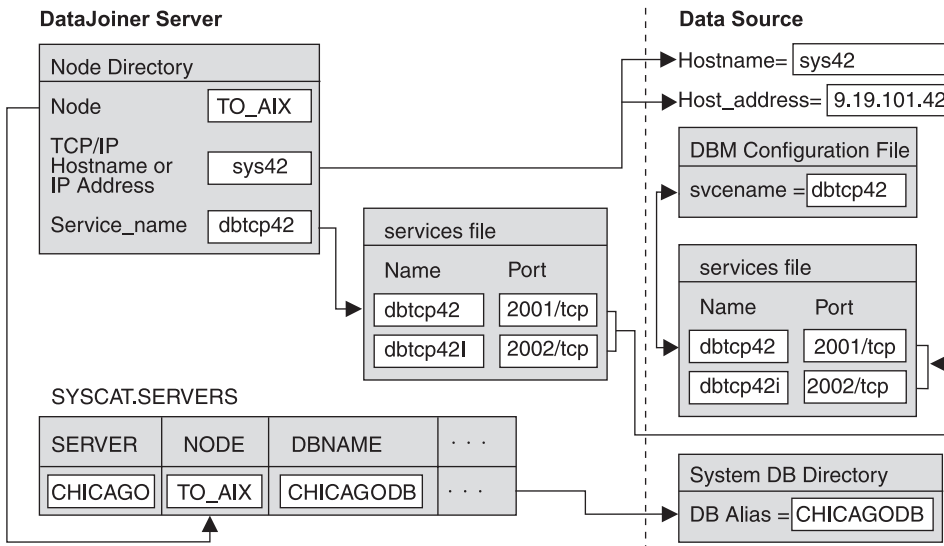 DataJoiner Server
Node Directory
Node TO_AIX
TCP/IP
Hostname or
IP Address
sys42
Service_name dbtcp42
services file
Name Port
dbtcp42 2001/tcp
dbtcp42I 2002/tcp
SYSCAT.SERVERS
SERVER NODE DBNAME . . .
CHICAGO TO_AIX CHICAGODB . . .
Data Source
Hostname= sys42
Host_address= 9.19.101.42
DBM Configuration File
svcename = dbtcp42
services file
Name Port
dbtcp42 2001/tcp
dbtcp42i 2002/tcp
System DB Directory
DB Alias = CHICAGODB